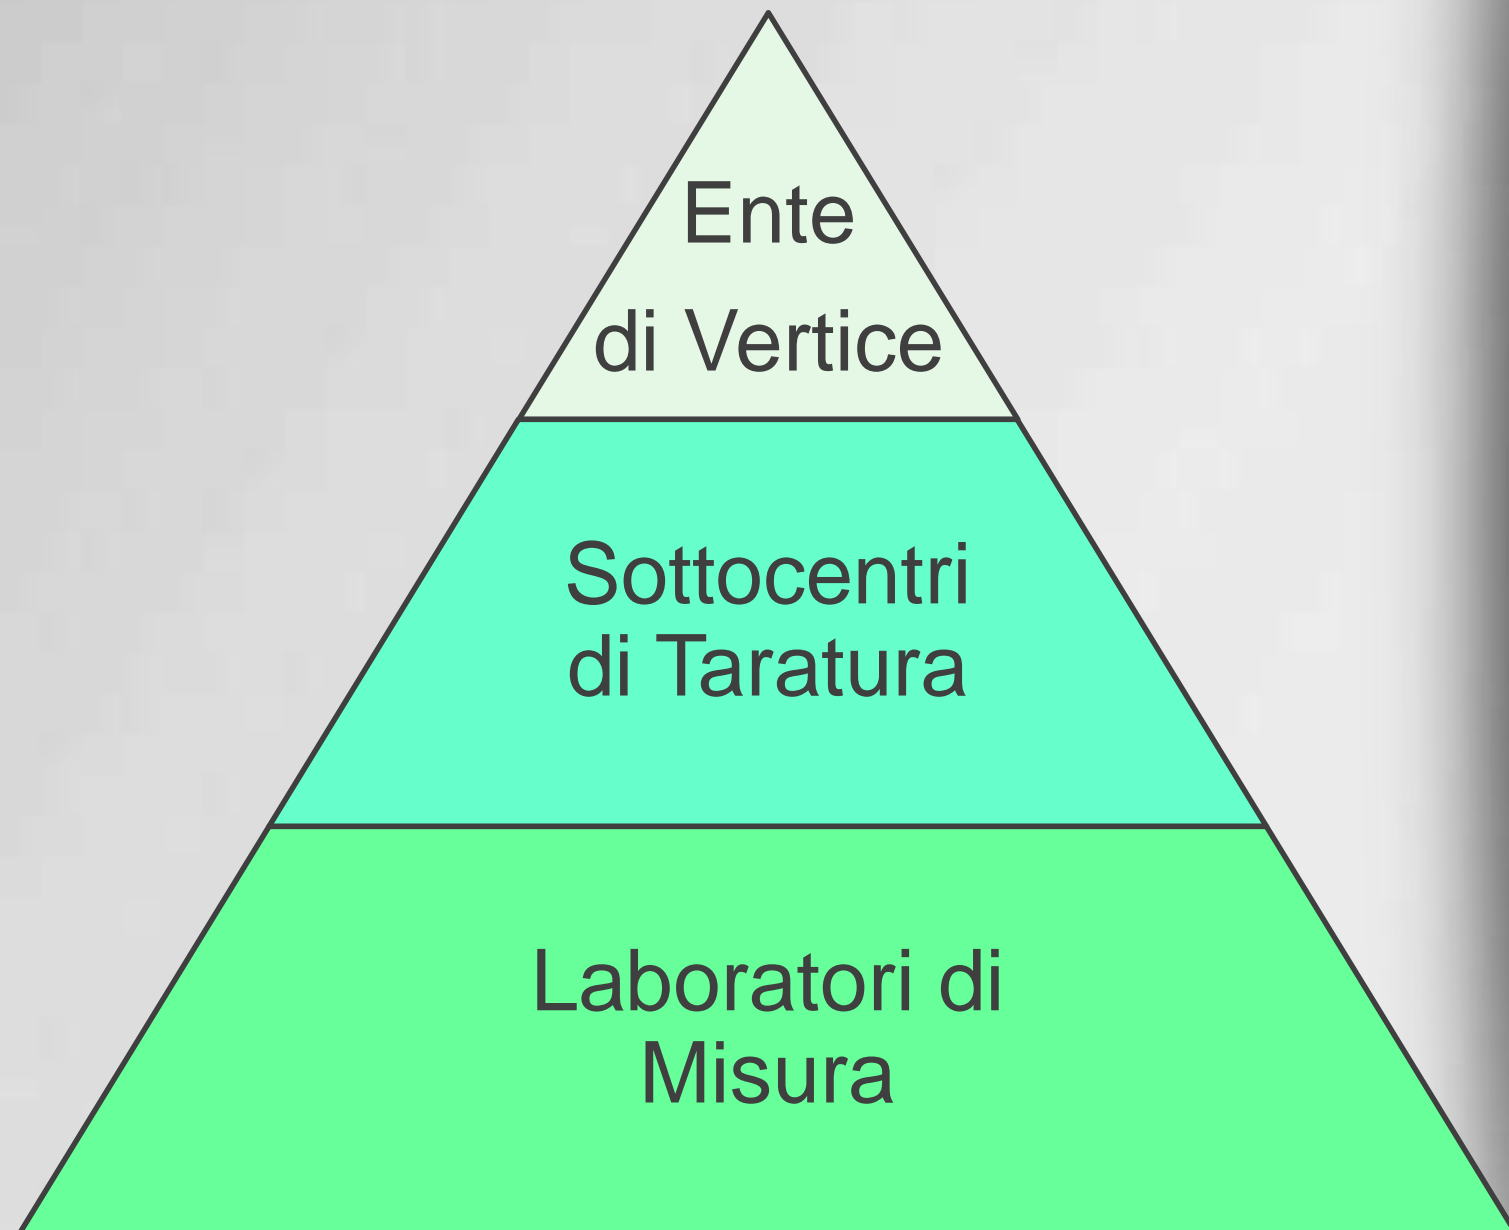 Ente
di Vertice
Sottocentri
di Taratura
Laboratori di
Misura